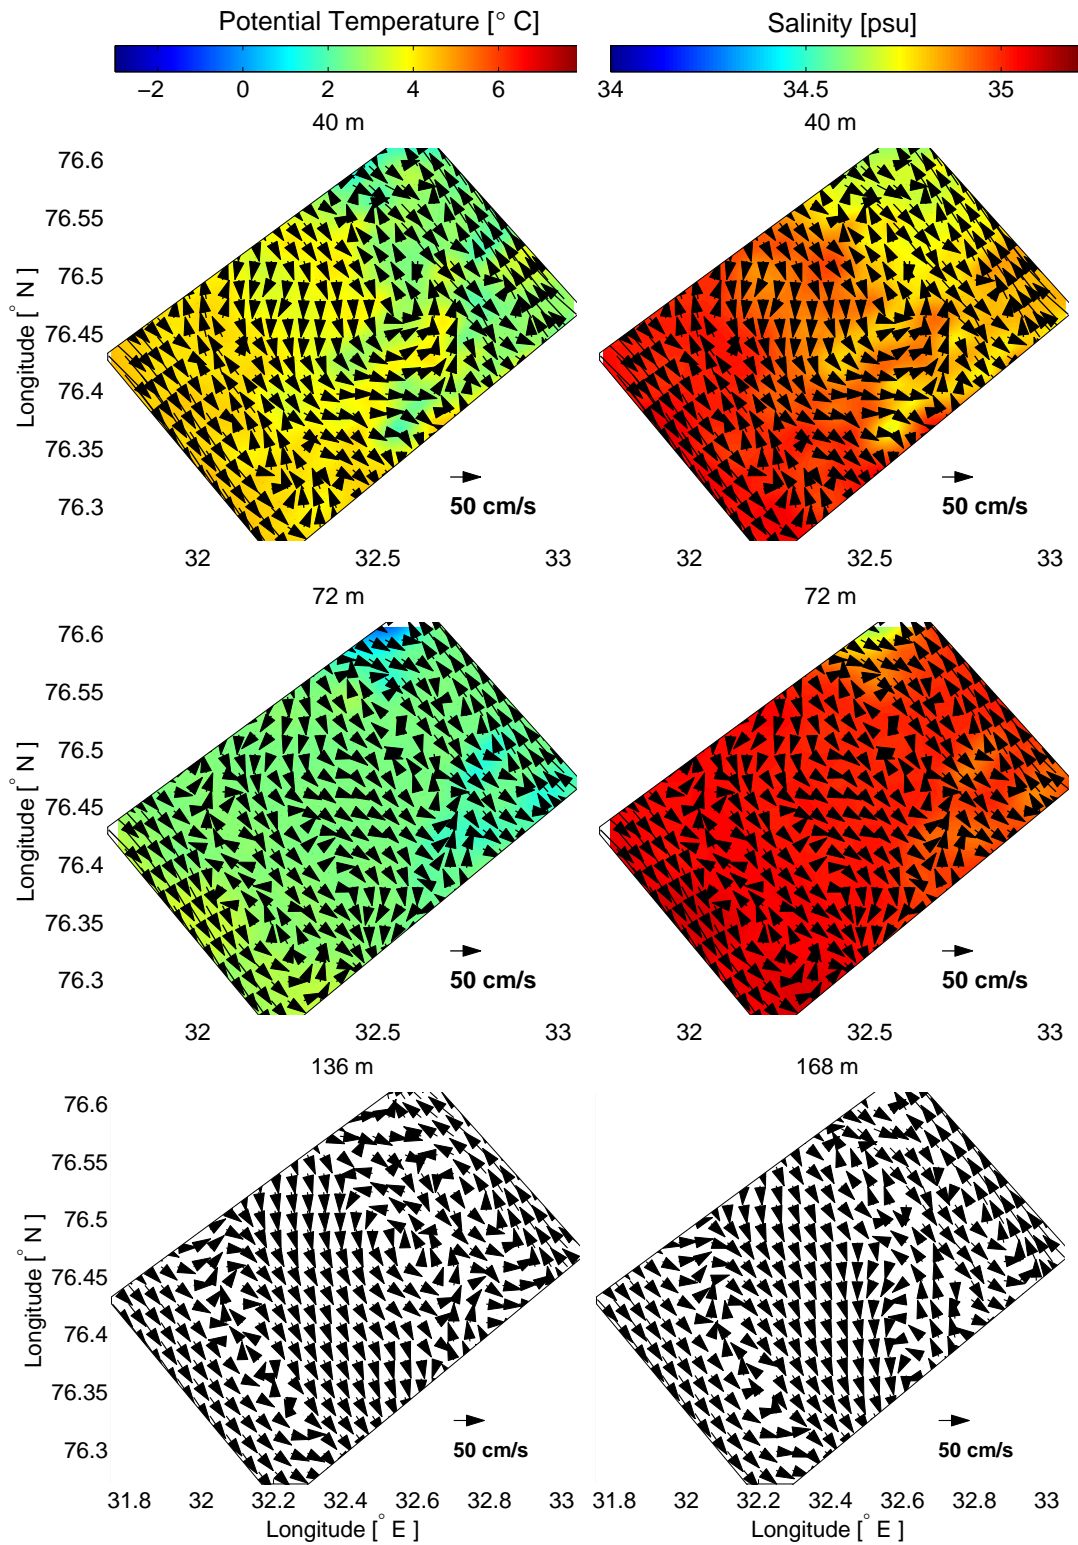 Potential Temperature [° C]
Salinity [psu]
−2 0 2 4 6
34 34.5 35
40 m
40 m
76.6
76.55
76.5
76.45
76.4
76.35
76.3
Longitude [° N ]
50 cm/s
50 cm/s
32 32.5 33
32 32.5 33
72 m
72 m
76.6
76.55
76.5
76.45
76.4
76.35
76.3
Longitude [° N ]
50 cm/s
50 cm/s
32 32.5 33
32 32.5 33
136 m
168 m
76.6
76.55
76.5
76.45
76.4
76.35
76.3
Longitude [° N ]
50 cm/s
50 cm/s
31.8 32 32.2 32.4 32.6 32.8 33
31.8 32 32.2 32.4 32.6 32.8 33
Longitude [° E ]
Longitude [° E ]